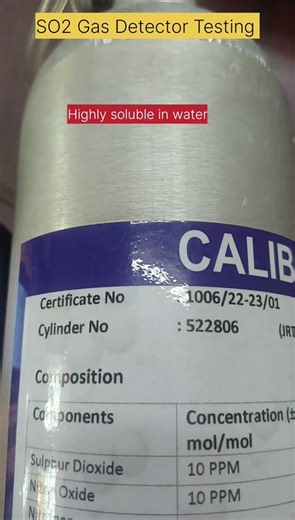 SO2 Gas Detector Testing
Highly soluble in water
CALIB
Certificate No 1006/22-23/01
Cylinder No : 522806 (JRT
Composition
Components Concentration (±
mol/mol
Sulphur Dioxide 10 PPM
Oxide 10 PPM